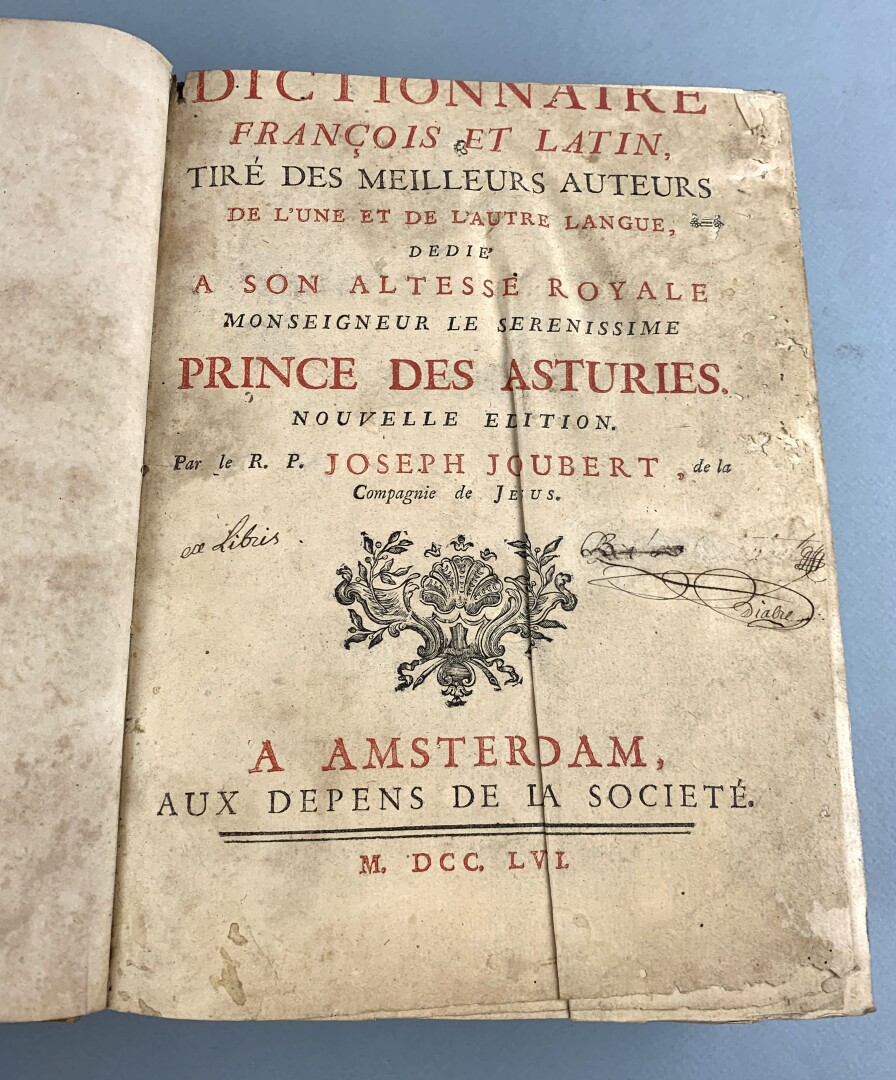 DICTIONNAIRE
FRANÇOIS ET LATIN,
TIRÉ DES MEILLEURS AUTEURS
DE L'UNE ET DE L'AUTRE LANGUE,
DEDIE'
A SON ALTESSE ROYALE
MONSEIGNEUR LE SERENISSIME
PRINCE DES ASTURIES.
NOUVELLE EDITION.
Par le R. P. JOSEPH JOUBERT, de la
Compagnie de JESUS.
ex Libris.
A AMSTERDAM,
AUX DEPENS DE LA SOCIETÉ.
M. DCC. LVI.